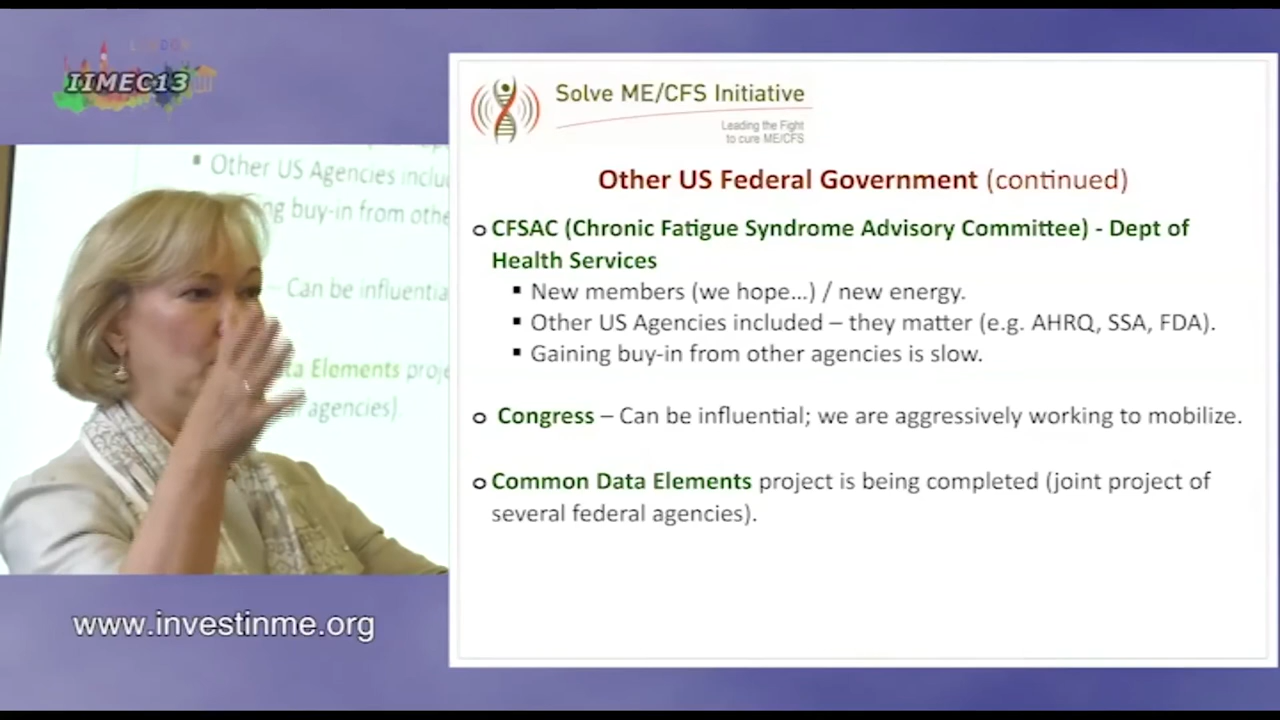 LONDON
IIMEC13
Solve ME/CFS Initiative
Leading the Fight
to cure ME/CFS
Other US Federal Government (continued)
o CFSAC (Chronic Fatigue Syndrome Advisory Committee) - Dept of
Health Services
▪ New members (we hope...) / new energy.
▪ Other US Agencies included – they matter (e.g. AHRQ, SSA, FDA).
▪ Gaining buy-in from other agencies is slow.
o Congress – Can be influential; we are aggressively working to mobilize.
o Common Data Elements project is being completed (joint project of
several federal agencies).
▪ Other US Agencies
buy-in from
– Can be
Elements
agencies)
www.investinme.org